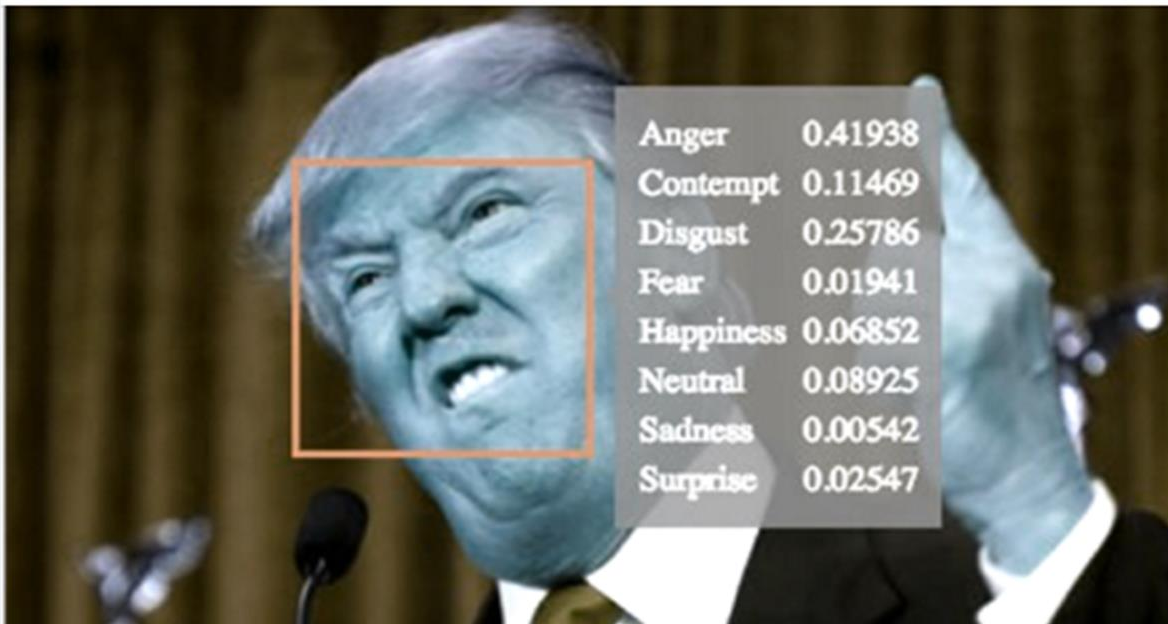 Anger 0.41938
Contempt 0.11469
Disgust 0.25786
Fear 0.01941
Happiness 0.06852
Neutral 0.08925
Sadness 0.00542
Surprise 0.02547